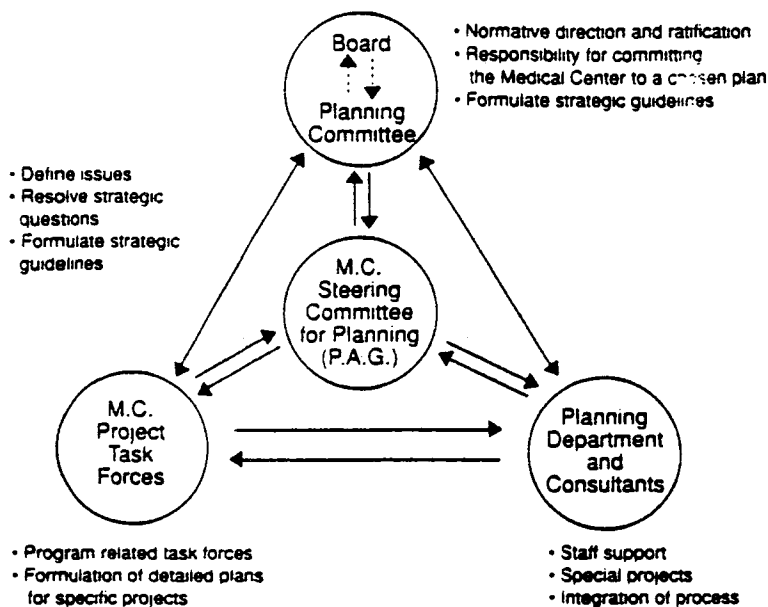 Board
Planning
Committee
• Normative direction and ratification
• Responsibility for committing
the Medical Center to a chosen plan
• Formulate strategic guidelines
• Define issues
• Resolve strategic
questions
• Formulate strategic
guidelines
M.C.
Steering
Committee
for Planning
(P.A.G.)
M.C.
Project
Task
Forces
Planning
Department
and
Consultants
• Program related task forces
• Formulation of detailed plans
for specific projects
• Staff support
• Special projects
• Integration of process